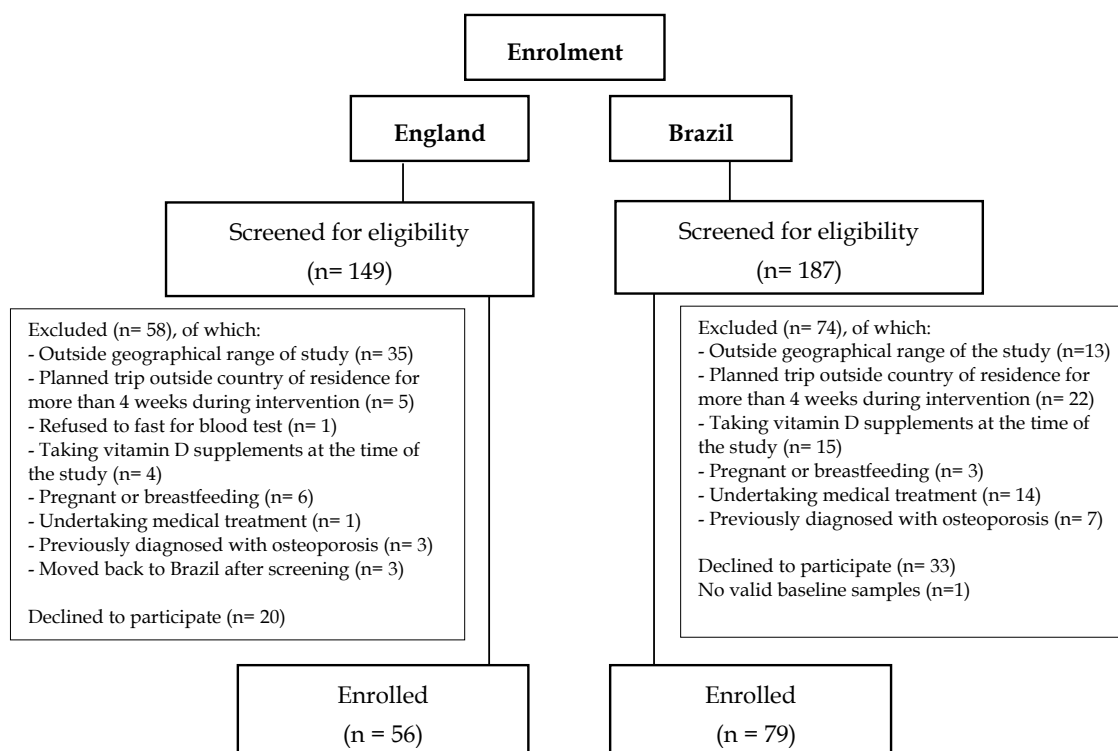 Enrolment
England
Brazil
Screened for eligibility
(n= 149)
Screened for eligibility
(n= 187)
Excluded (n= 58), of which:
- Outside geographical range of study (n= 35)
- Planned trip outside country of residence for
more than 4 weeks during intervention (n= 5)
- Refused to fast for blood test (n= 1)
- Taking vitamin D supplements at the time of
the study (n= 4)
- Pregnant or breastfeeding (n= 6)
- Undertaking medical treatment (n= 1)
- Previously diagnosed with osteoporosis (n= 3)
- Moved back to Brazil after screening (n= 3)
Declined to participate (n= 20)
Excluded (n= 74), of which:
- Outside geographical range of the study (n=13)
- Planned trip outside country of residence for
more than 4 weeks during intervention (n= 22)
- Taking vitamin D supplements at the time of
the study (n= 15)
- Pregnant or breastfeeding (n= 3)
- Undertaking medical treatment (n= 14)
- Previously diagnosed with osteoporosis (n= 7)
Declined to participate (n= 33)
No valid baseline samples (n=1)
Enrolled
(n = 56)
Enrolled
(n = 79)